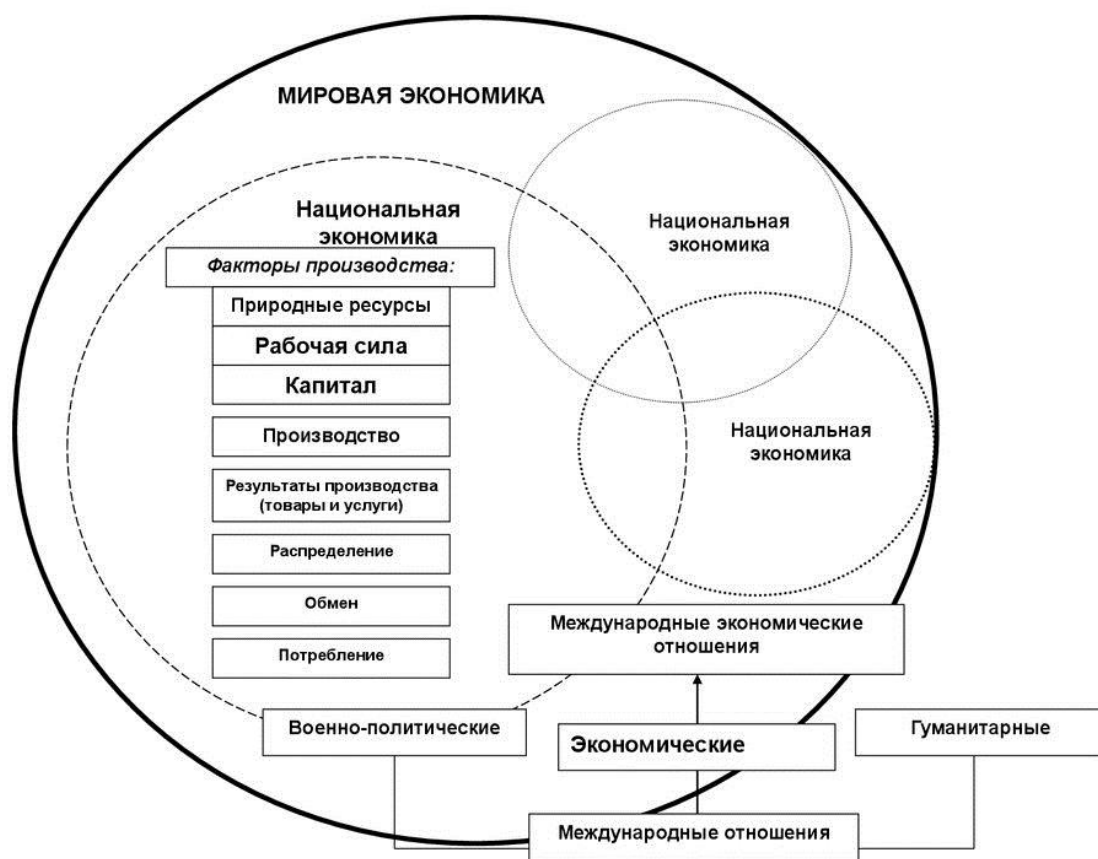 МИРОВАЯ ЭКОНОМИКА
Национальная
экономика
Факторы производства:
Природные ресурсы
Рабочая сила
Капитал
Производство
Результаты производства
(товары и услуги)
Распределение
Обмен
Потребление
Национальная
экономика
Национальная
экономика
Международные экономические
отношения
Военно-политические
Экономические
Гуманитарные
Международные отношения